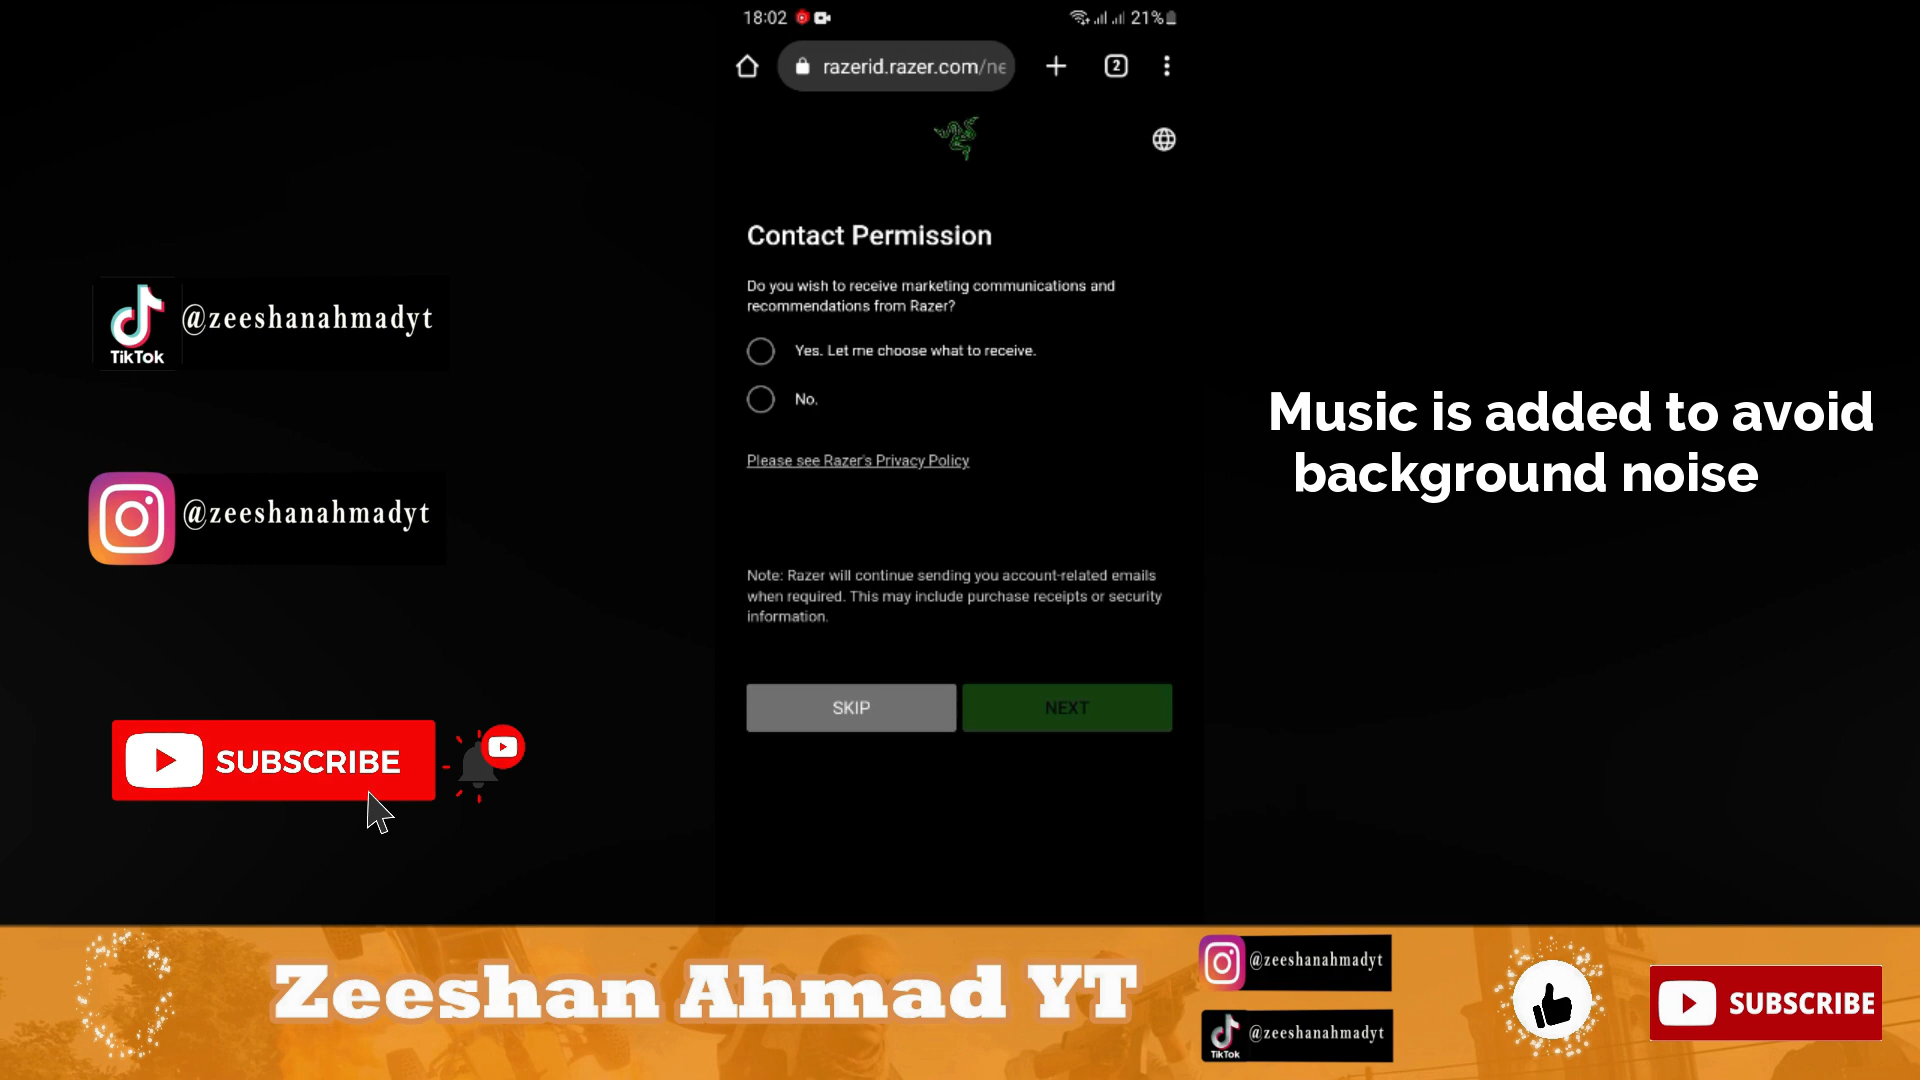 18:02
21%
razerid.razer.com/ne
2
Contact Permission
Do you wish to receive marketing communications and
recommendations from Razer?
Yes. Let me choose what to receive.
No.
Please see Razer's Privacy Policy
Note: Razer will continue sending you account-related emails
when required. This may include purchase receipts or security
information.
SKIP
NEXT
TikTok
@zeeshanahmadyt
@zeeshanahmadyt
SUBSCRIBE
Music is added to avoid
background noise
Zeeshan Ahmad YT
@zeeshanahmadyt
TikTok
@zeeshanahmadyt
SUBSCRIBE